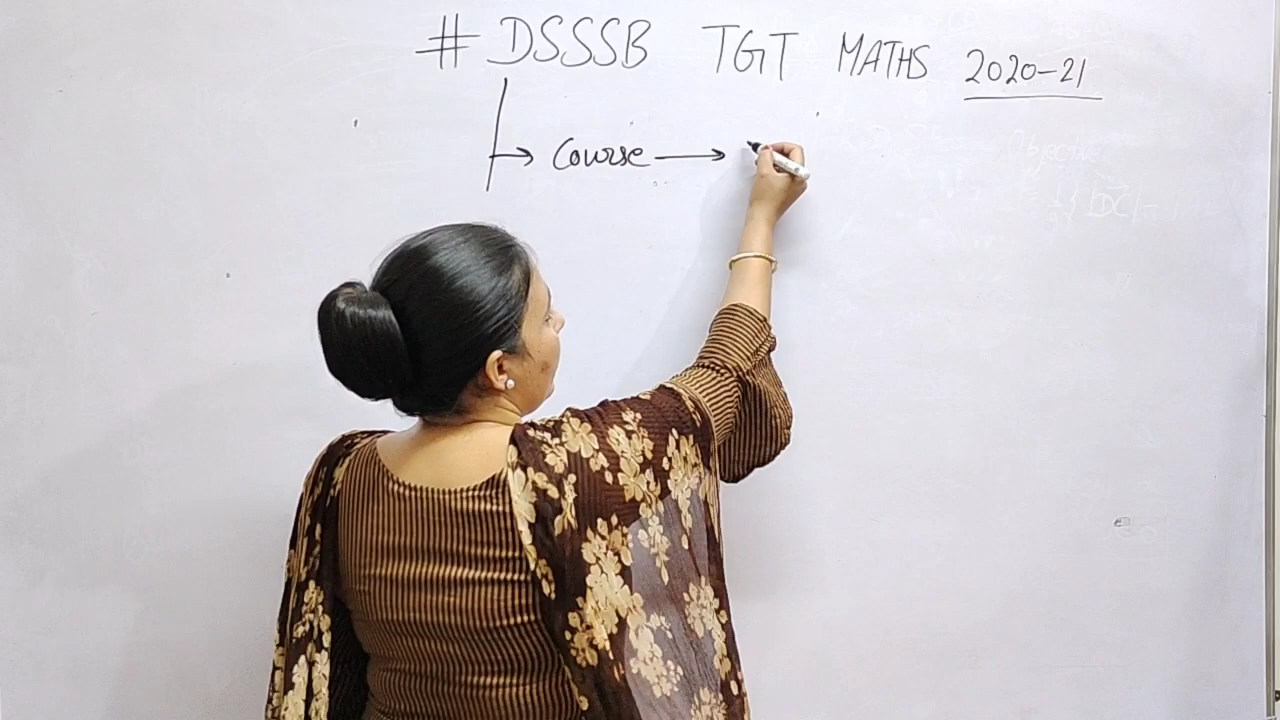 # DSSSB TGT MATHS 2020-21
→ Course →